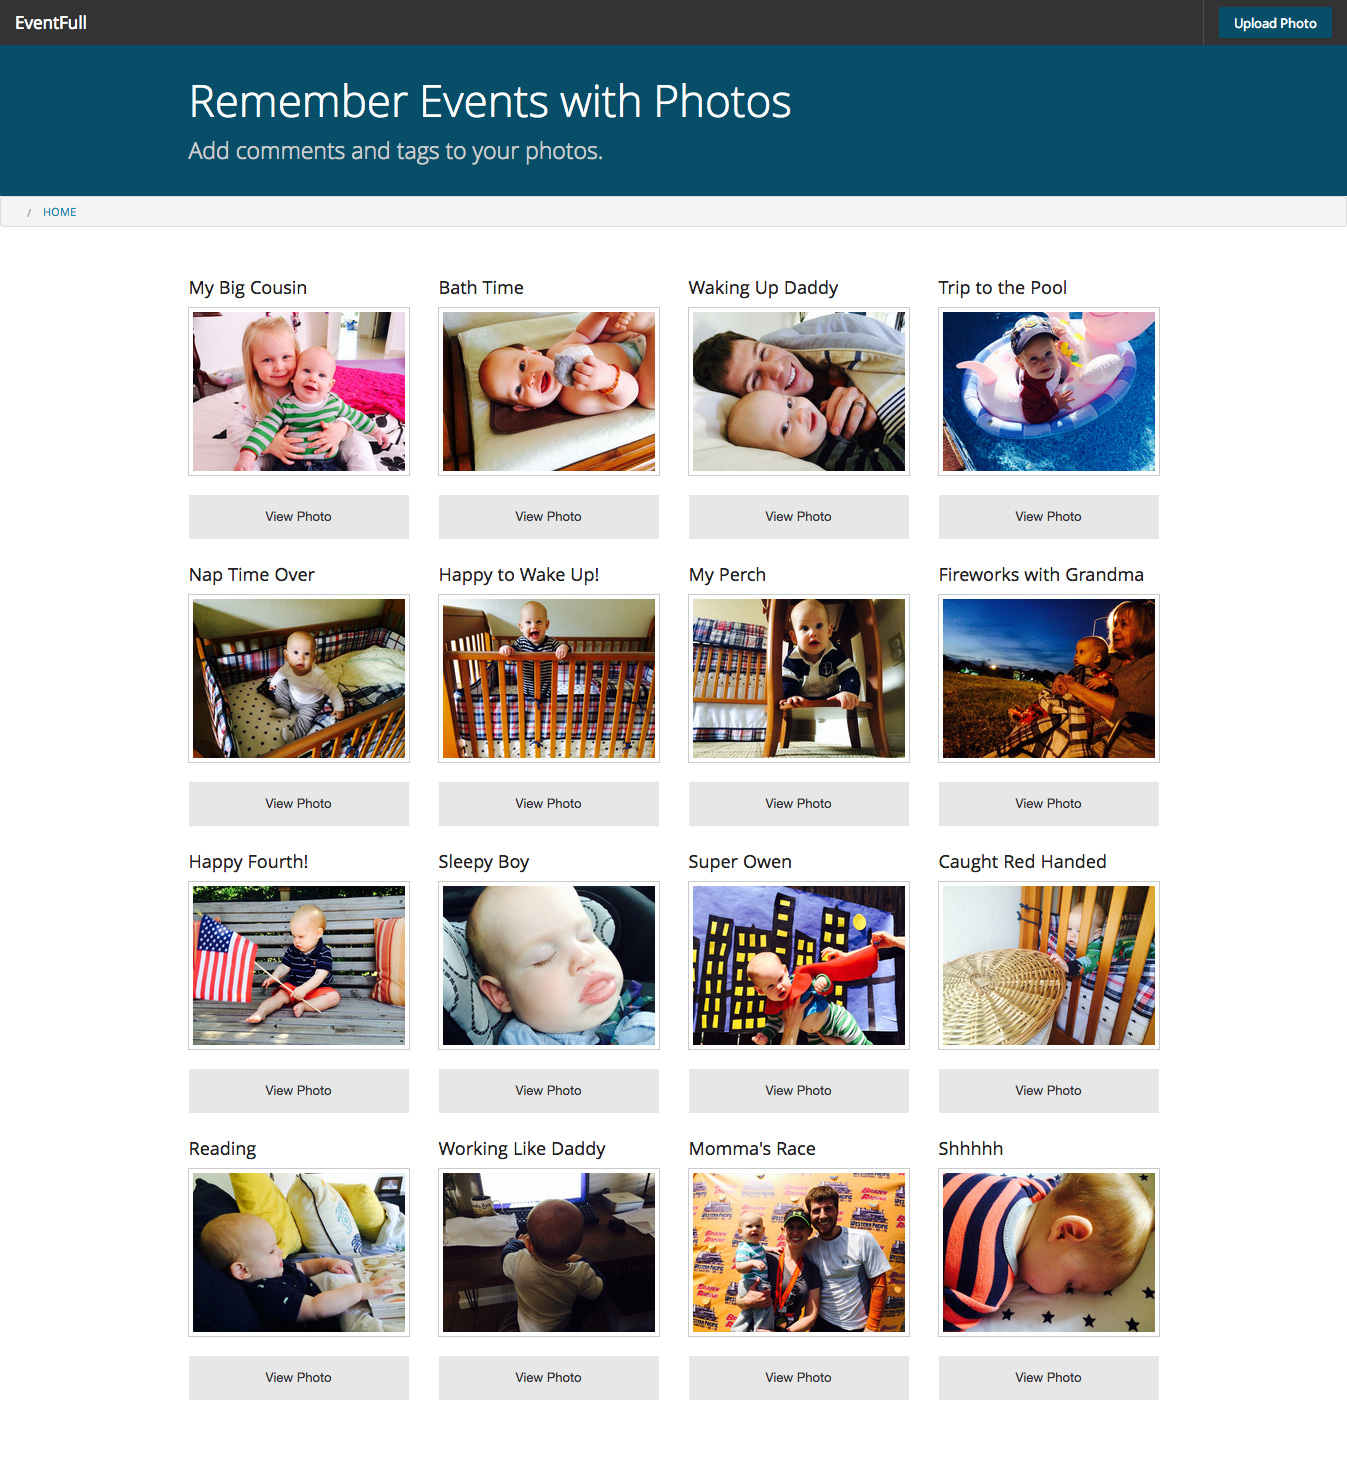 EventFull
Upload Photo
Remember Events with Photos
Add comments and tags to your photos.
/ HOME
My Big Cousin
Bath Time
Waking Up Daddy
Trip to the Pool
View Photo
View Photo
View Photo
View Photo
Nap Time Over
Happy to Wake Up!
My Perch
Fireworks with Grandma
View Photo
View Photo
View Photo
View Photo
Happy Fourth!
Sleepy Boy
Super Owen
Caught Red Handed
View Photo
View Photo
View Photo
View Photo
Reading
Working Like Daddy
Momma's Race
Shhhhh
BRAZEN
RACING
WESTERN PACIFIC
View Photo
View Photo
View Photo
View Photo